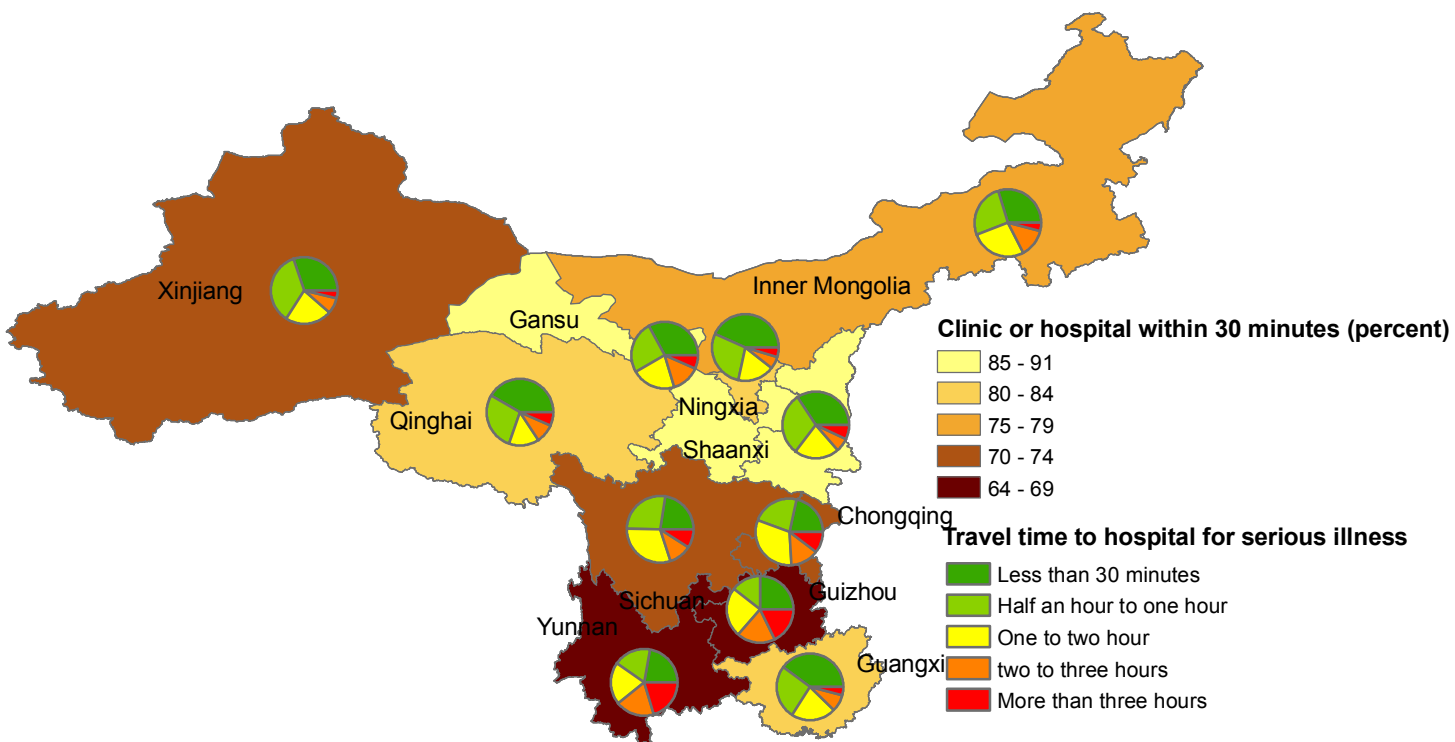 Xinjiang
Inner Mongolia
Gansu
Qinghai
Ningxia
Shaanxi
Chongqing
Sichuan
Guizhou
Yunnan
Guangxi
Clinic or hospital within 30 minutes (percent)
85 - 91
80 - 84
75 - 79
70 - 74
64 - 69
Travel time to hospital for serious illness
Less than 30 minutes
Half an hour to one hour
One to two hour
two to three hours
More than three hours